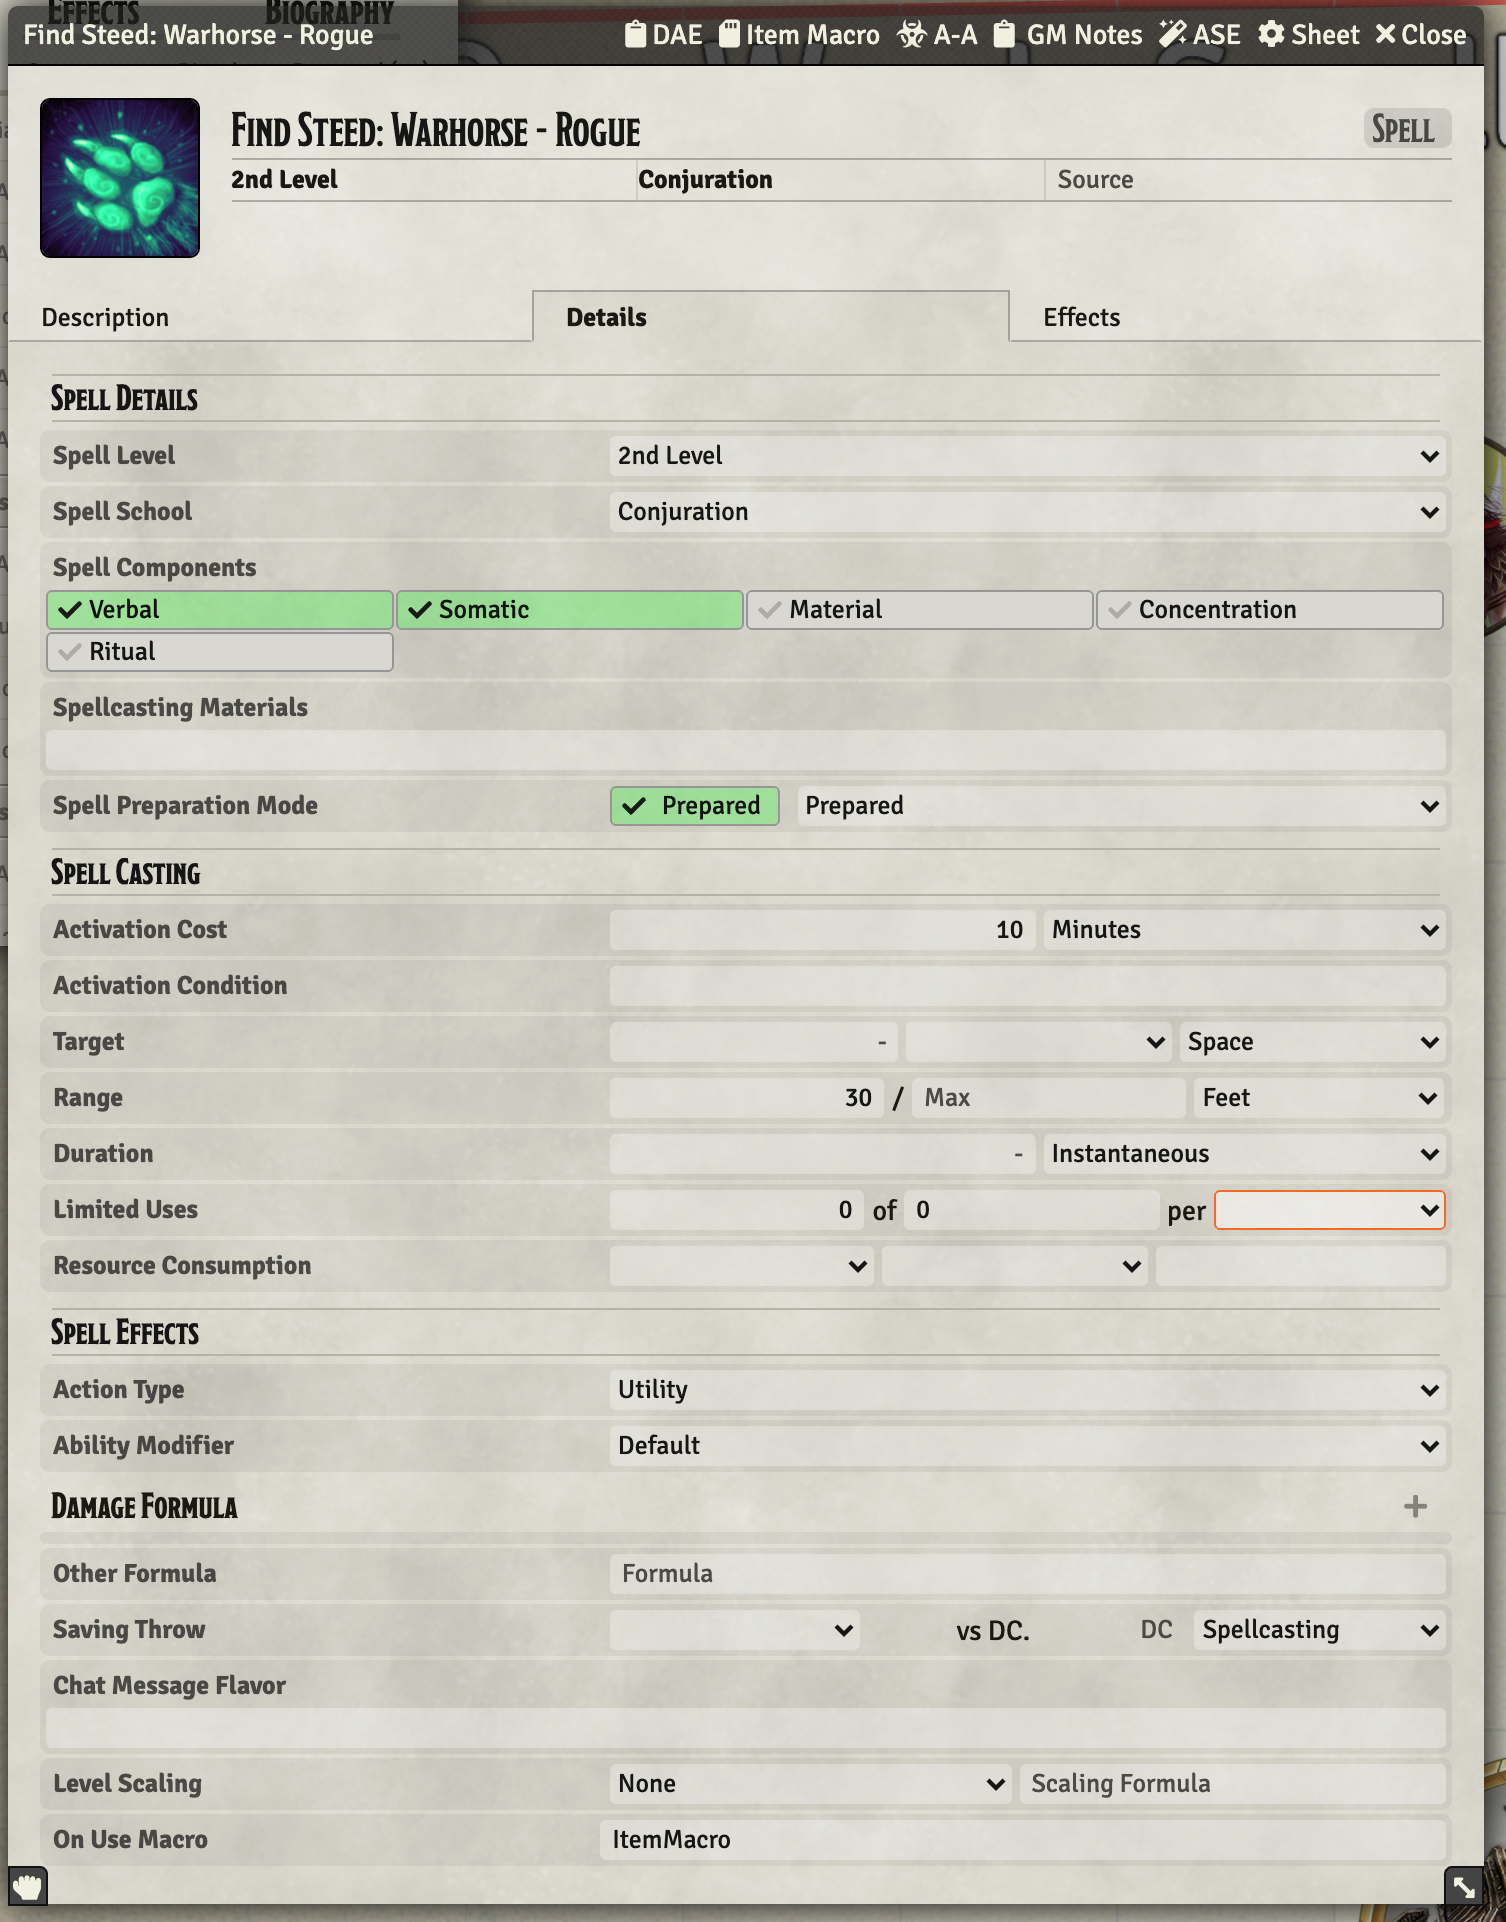 EFFECTS BIOGRAPHY
Find Steed: Warhorse - Rogue DAE Item Macro A-A GM Notes ASE Sheet Close
Find Steed: Warhorse - Rogue Spell
2nd Level Conjuration Source
Description Details Effects
Spell Details
Spell Level 2nd Level
Spell School Conjuration
Spell Components
Verbal Somatic Material Concentration
Ritual
Spellcasting Materials
Spell Preparation Mode Prepared Prepared
Spell Casting
Activation Cost 10 Minutes
Activation Condition
Target - Space
Range 30 / Max Feet
Duration - Instantaneous
Limited Uses 0 of 0 per
Resource Consumption
Spell Effects
Action Type Utility
Ability Modifier Default
Damage Formula +
Other Formula Formula
Saving Throw vs DC. DC Spellcasting
Chat Message Flavor
Level Scaling None Scaling Formula
On Use Macro ItemMacro